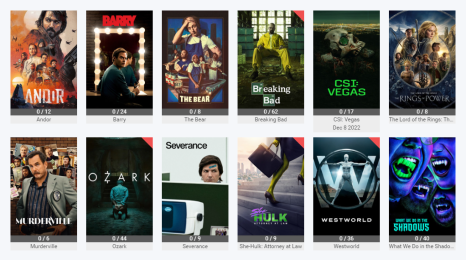 ANDOR
0 / 12
Andor
BARRY
0 / 24
Barry
THE BEAR
0 / 8
The Bear
Breaking
Bad
0 / 62
Breaking Bad
CSI:
VEGAS
0 / 17
CSI: Vegas
Dec 8 2022
THE RINGS OF POWER
0 / 8
The Lord of the Rings: Th...
MURDERVILLE
0 / 6
Murderville
OZARK
0 / 44
Ozark
Severance
0 / 9
Severance
She
HULK
ATTORNEY AT LAW
0 / 9
She-Hulk: Attorney at Law
WESTWORLD
0 / 36
Westworld
WHAT WE DO IN THE
SHADOWS
0 / 40
What We Do in the Shado...